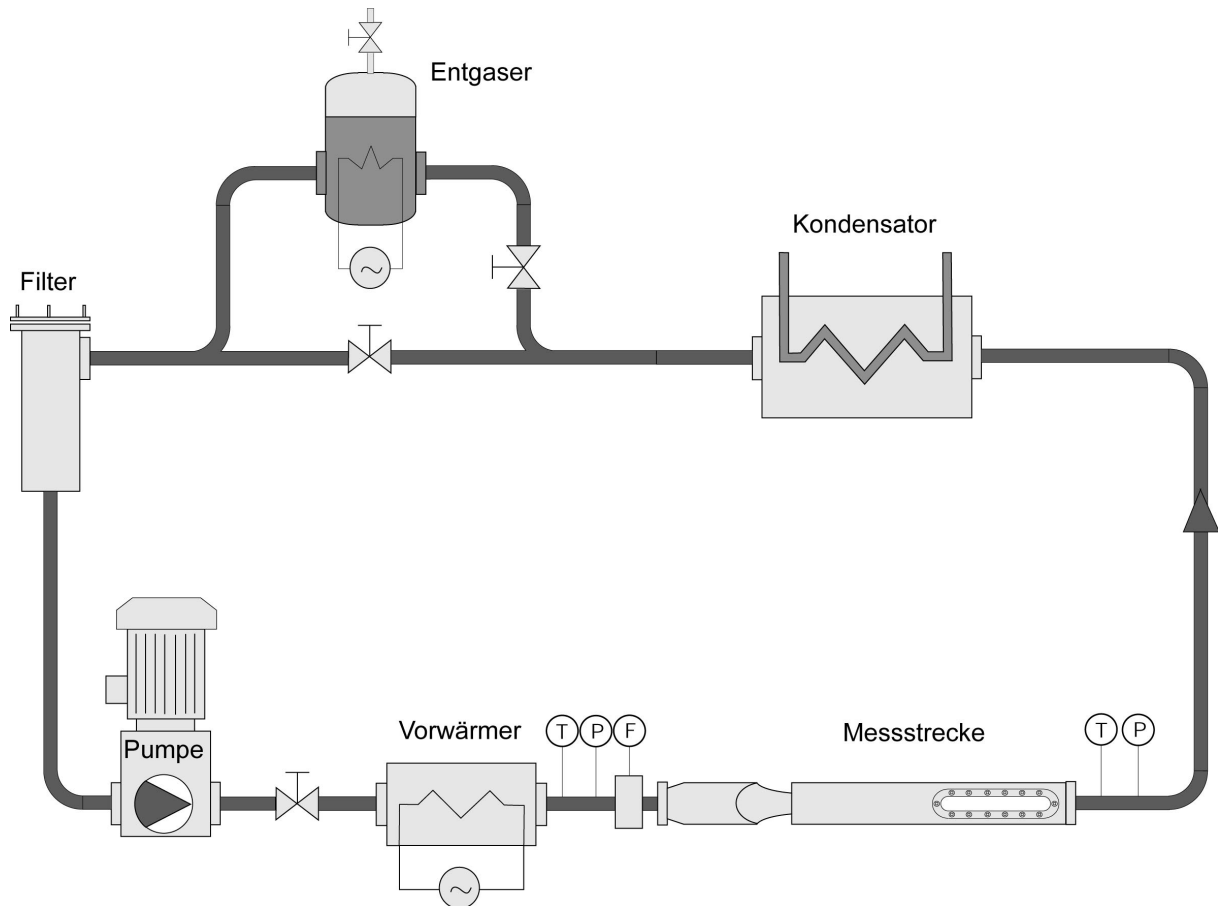 Entgaser
Kondensator
Filter
Pumpe
Vorwärmer
T
P
F
Messstrecke
T
P